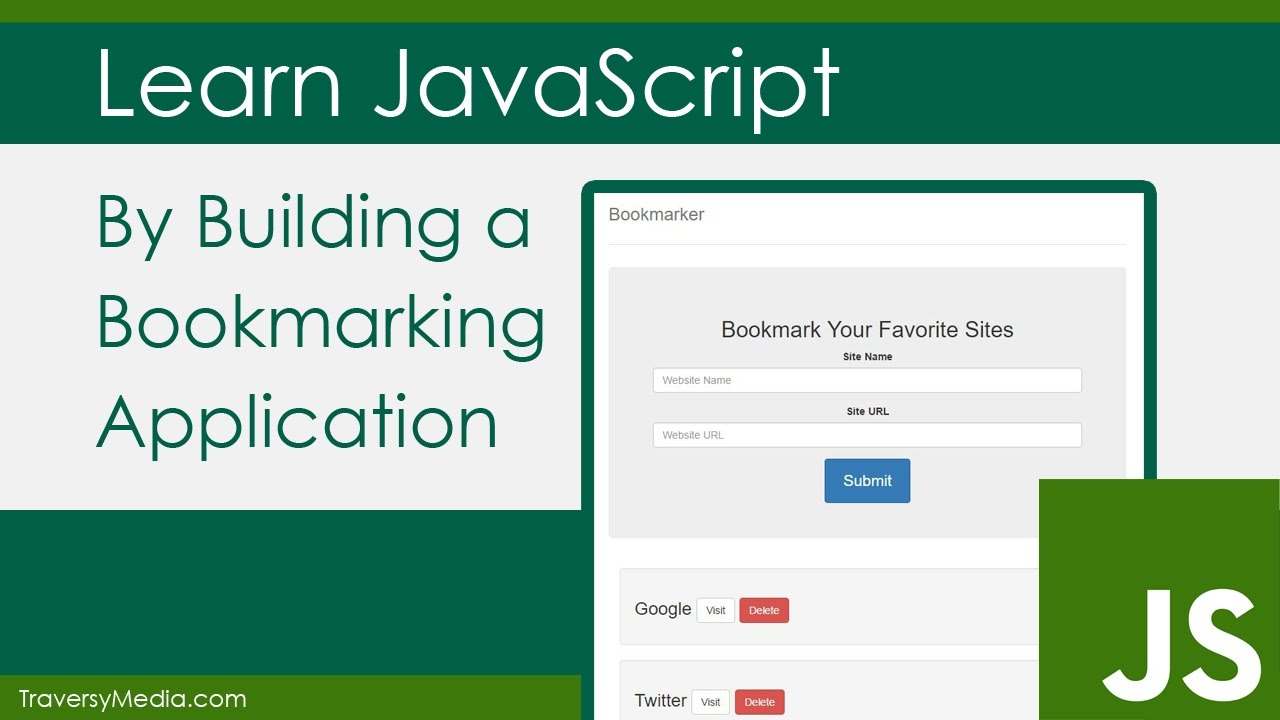 Learn JavaScript
By Building a
Bookmarking
Application
Bookmarker
Bookmark Your Favorite Sites
Site Name
Website Name
Site URL
Website URL
Submit
Google Visit Delete
Twitter Visit Delete
JS
TraversyMedia.com